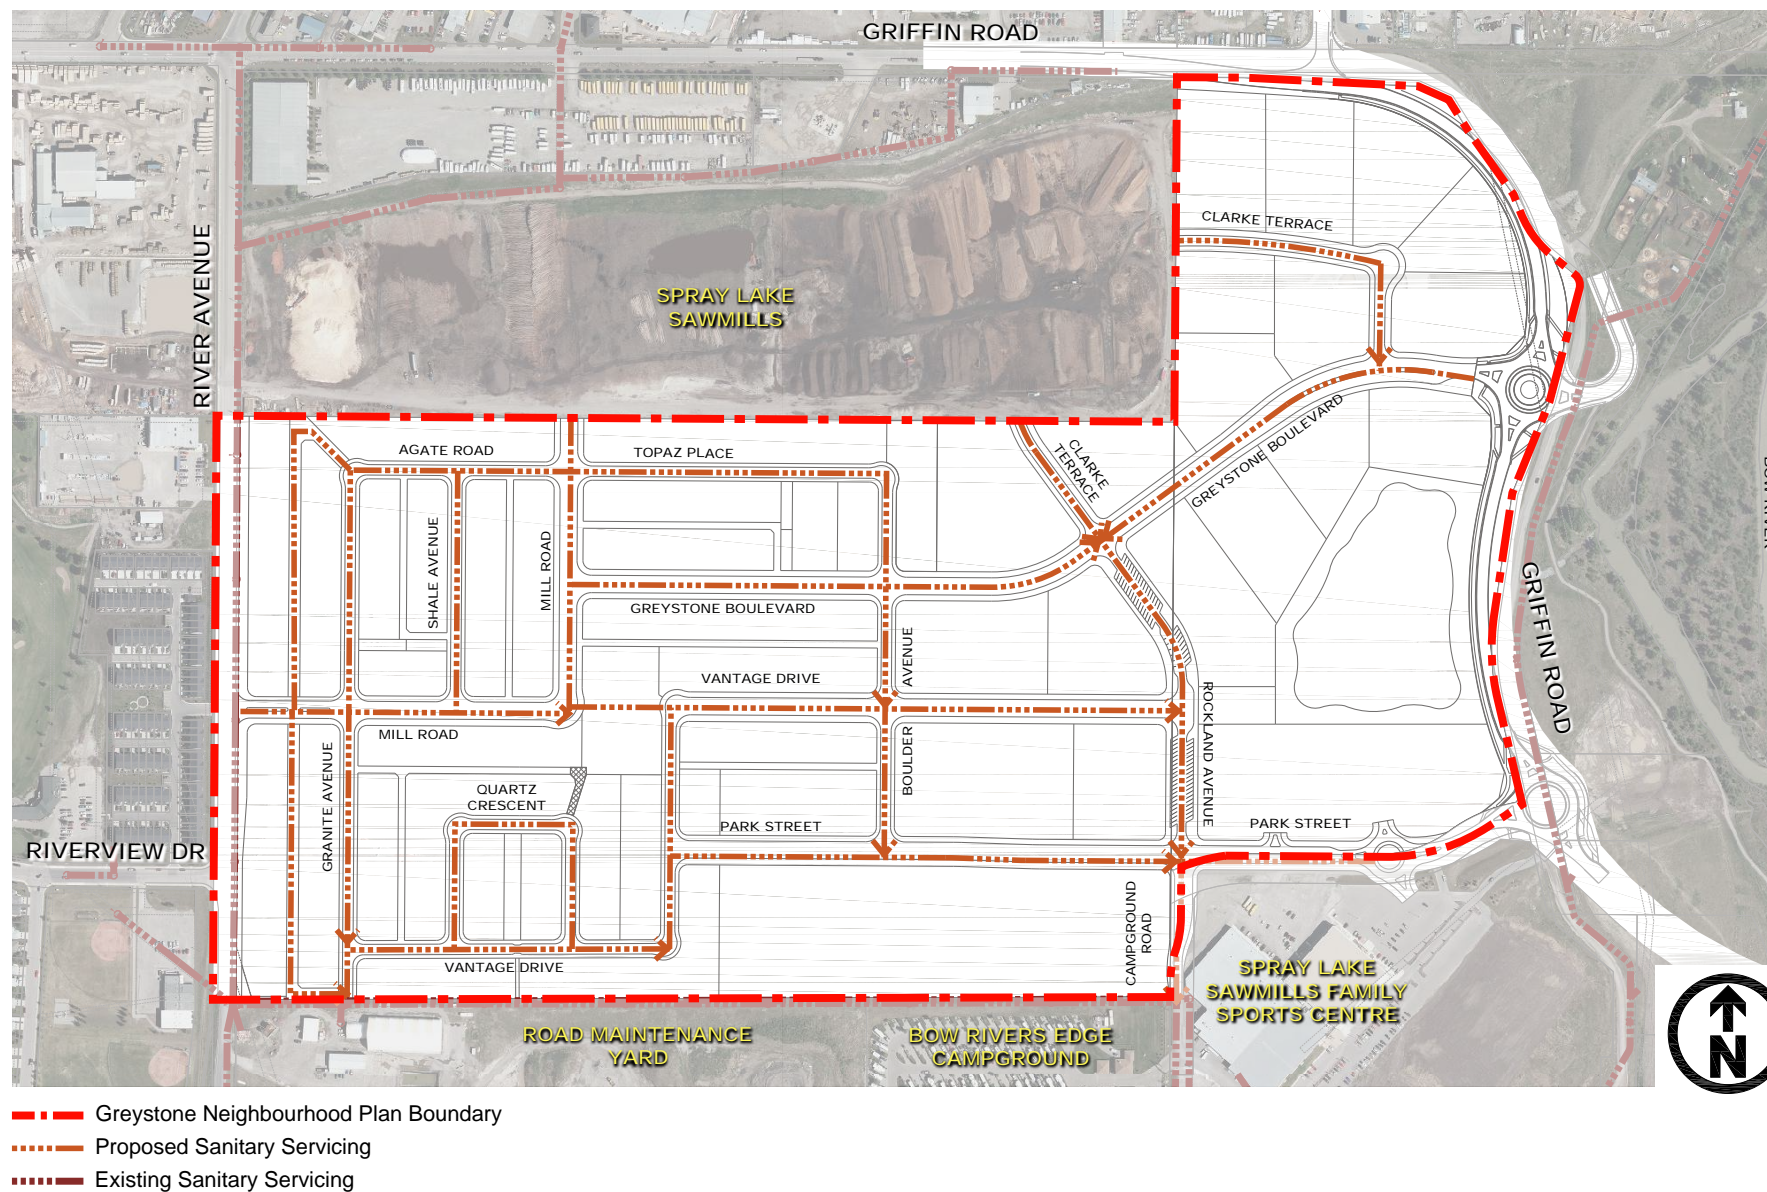 GRIFFIN ROAD
CLARKE TERRACE
RIVER AVENUE
SPRAY LAKE
SAWMILLS
AGATE ROAD
TOPAZ PLACE
CLARKE
TERRACE
GREYSTONE BOULEVARD
SHALE AVENUE
MILL ROAD
GREYSTONE BOULEVARD
GRIFFIN ROAD
AVENUE
VANTAGE DRIVE
ROCKLAND AVENUE
MILL ROAD
BOULDER
GRANITE AVENUE
QUARTZ
CRESCENT
PARK STREET
PARK STREET
RIVERVIEW DR
CAMPGROUND
ROAD
VANTAGE DRIVE
SPRAY LAKE
SAWMILLS FAMILY
SPORTS CENTRE
ROAD MAINTENANCE
YARD
BOW RIVERS EDGE
CAMPGROUND
N
Greystone Neighbourhood Plan Boundary
Proposed Sanitary Servicing
Existing Sanitary Servicing